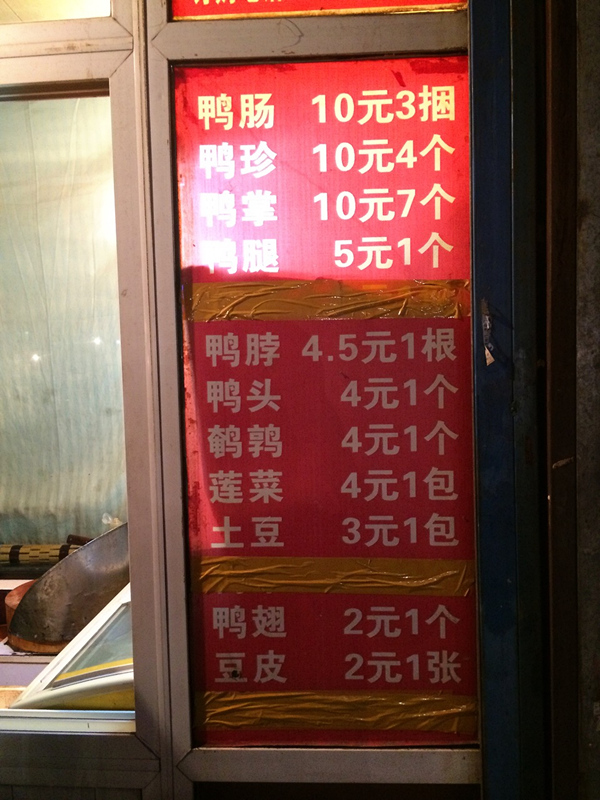 鸭肠 10元3捆
鸭珍 10元4个
鸭掌 10元7个
鸭腿 5元1个
鸭脖 4.5元1根
鸭头 4元1个
鹌鹑 4元1个
莲菜 4元1包
土豆 3元1包
鸭翅 2元1个
豆皮 2元1张